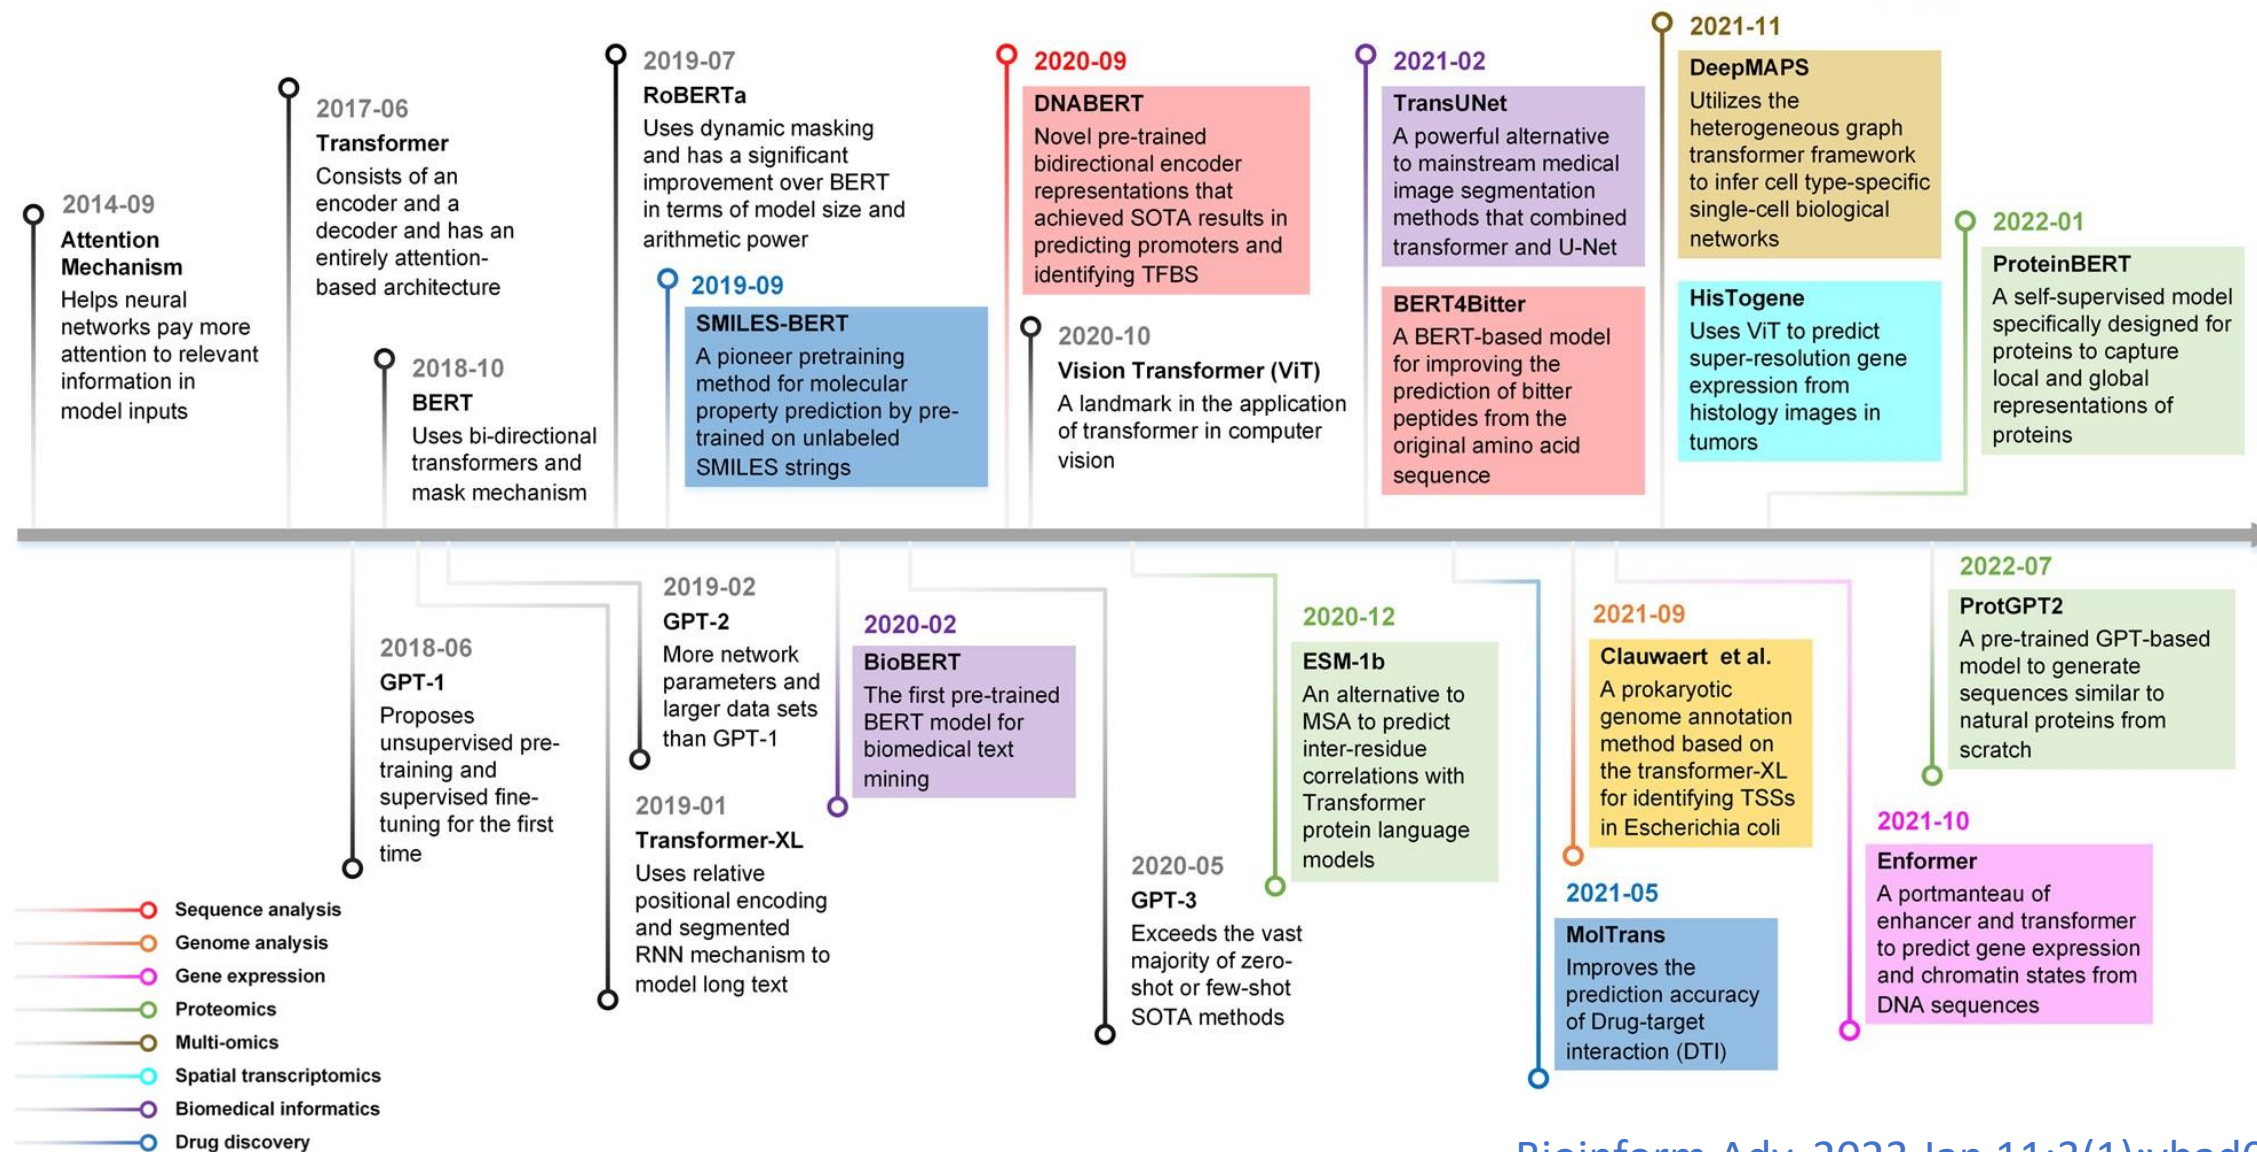 2014-09
Attention
Mechanism
Helps neural
networks pay more
attention to relevant
information in
model inputs
2017-06
Transformer
Consists of an
encoder and a
decoder and has an
entirely attention-
based architecture
2018-10
BERT
Uses bi-directional
transformers and
mask mechanism
2019-07
RoBERTa
Uses dynamic masking
and has a significant
improvement over BERT
in terms of model size and
arithmetic power
2019-09
SMILES-BERT
A pioneer pretraining
method for molecular
property prediction by pre-
trained on unlabeled
SMILES strings
2020-09
DNABERT
Novel pre-trained
bidirectional encoder
representations that
achieved SOTA results in
predicting promoters and
identifying TFBS
2020-10
Vision Transformer (ViT)
A landmark in the application
of transformer in computer
vision
2021-02
TransUNet
A powerful alternative
to mainstream medical
image segmentation
methods that combined
transformer and U-Net
BERT4Bitter
A BERT-based model
for improving the
prediction of bitter
peptides from the
original amino acid
sequence
2021-11
DeepMAPS
Utilizes the
heterogeneous graph
transformer framework
to infer cell type-specific
single-cell biological
networks
HisTogene
Uses ViT to predict
super-resolution gene
expression from
histology images in
tumors
2022-01
ProteinBERT
A self-supervised model
specifically designed for
proteins to capture
local and global
representations of
proteins
2018-06
GPT-1
Proposes
unsupervised pre-
training and
supervised fine-
tuning for the first
time
2019-02
GPT-2
More network
parameters and
larger data sets
than GPT-1
2019-01
Transformer-XL
Uses relative
positional encoding
and segmented
RNN mechanism to
model long text
2020-02
BioBERT
The first pre-trained
BERT model for
biomedical text
mining
2020-05
GPT-3
Exceeds the vast
majority of zero-
shot or few-shot
SOTA methods
2020-12
ESM-1b
An alternative to
MSA to predict
inter-residue
correlations with
Transformer
protein language
models
2021-09
Clauwaert et al.
A prokaryotic
genome annotation
method based on
the transformer-XL
for identifying TSSs
in Escherichia coli
2021-05
MolTrans
Improves the
prediction accuracy
of Drug-target
interaction (DTI)
2021-10
Enformer
A portmanteau of
enhancer and transformer
to predict gene expression
and chromatin states from
DNA sequences
2022-07
ProtGPT2
A pre-trained GPT-based
model to generate
sequences similar to
natural proteins from
scratch
Sequence analysis
Genome analysis
Gene expression
Proteomics
Multi-omics
Spatial transcriptomics
Biomedical informatics
Drug discovery
Bioinform Adv. 2023 Jan